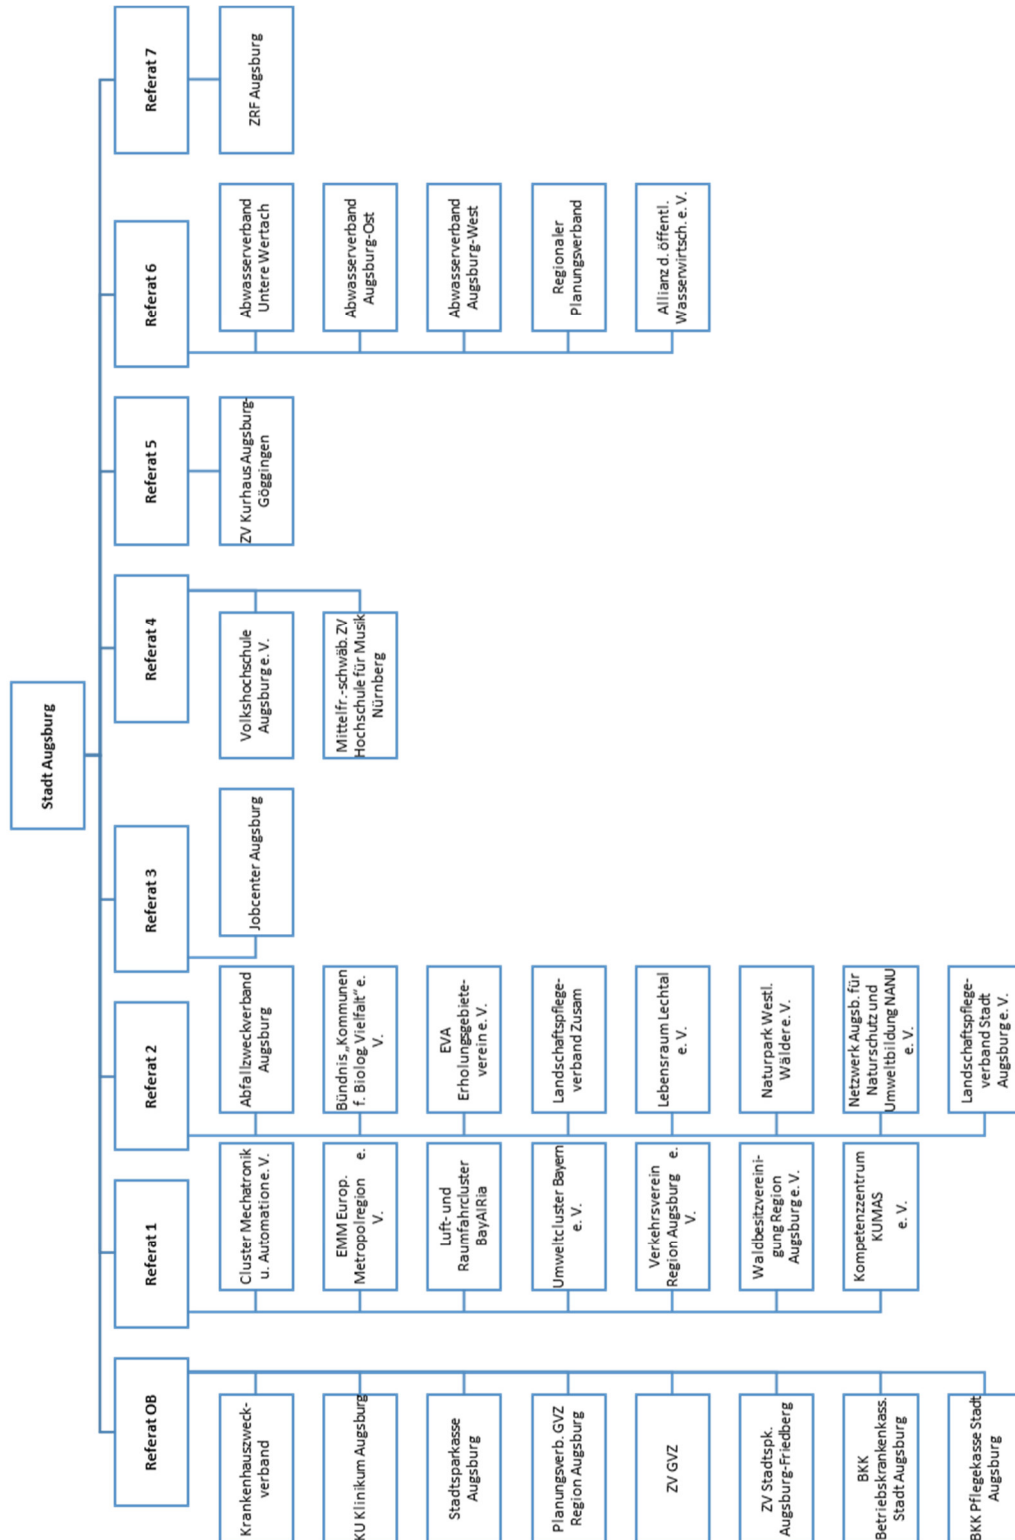 Stadt Augsburg
Referat OB
Krankenhauszweck-
verband
KU Klinikum Augsburg
Stadtsparkasse
Augsburg
Planungsverb. GVZ
Region Augsburg
ZV GVZ
ZV Stadtspk.
Augsburg-Friedberg
BKK
Betriebskrankenkass.
Stadt Augsburg
BKK Pflegekasse Stadt
Augsburg
Referat 1
Cluster Mechatronik
u. Automation e. V.
EMM Europ.
Metropolregion e.
V.
Luft- und
Raumfahrcluster
BayAIRia
Umweltcluster Bayern
e. V.
Verkehrsverein
Region Augsburg e.
V.
Waldbesitzvereini-
gung Region
Augsburg e. V.
Kompetenzzentrum
KUMAS
e. V.
Referat 2
Abfallzweckverband
Augsburg
Bündnis „Kommunen
f. Biolog. Vielfalt“ e.
V.
EVA
Erholungsgebiete-
verein e. V.
Landschaftspflege-
verband Zusam
Lebensraum Lechtal
e. V.
Naturpark Westl.
Wälder e. V.
Netzwerk Augsb. für
Naturschutz und
Umweltbildung NANU
e. V.
Landschaftspflege-
verband Stadt
Augsburg e. V.
Referat 3
Jobcenter Augsburg
Referat 4
Volkshochschule
Augsburg e. V.
Mittelfr.-schwäb. ZV
Hochschule für Musik
Nürnberg
Referat 5
ZV Kurhaus Augsburg-
Göggingen
Referat 6
Abwasserverband
Untere Wertach
Abwasserverband
Augsburg-Ost
Abwasserverband
Augsburg-West
Regionaler
Planungsverband
Allianz d. öffentl.
Wasserwirtsch. e. V.
Referat 7
ZRF Augsburg